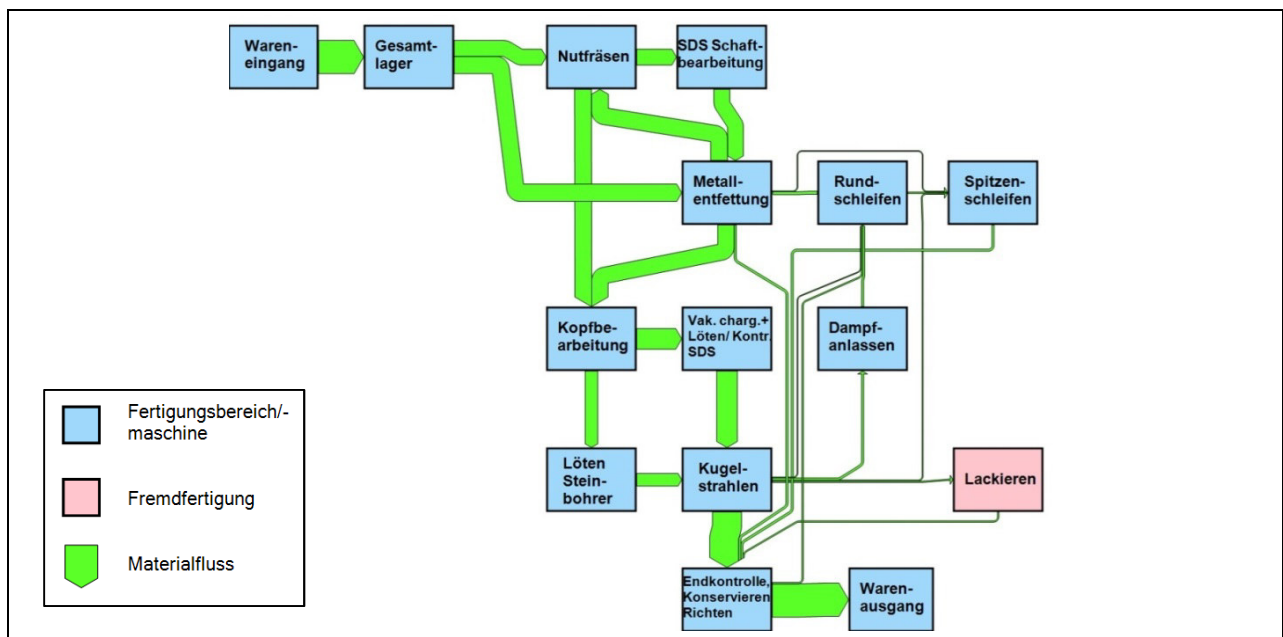 Waren-
eingang
Gesamt-
lager
Nutfräsen
SDS Schaft-
bearbeitung
Metall-
entfettung
Rund-
schleifen
Spitzen-
schleifen
Kopfbe-
arbeitung
Vak. charg.+
Löten/ Kontr.
SDS
Dampf-
anlassen
Löten
Stein-
bohrer
Kugel-
strahlen
Lackieren
Endkontrolle,
Konservieren
Richten
Waren-
ausgang
Fertigungsbereich/-
maschine
Fremdfertigung
Materialfluss